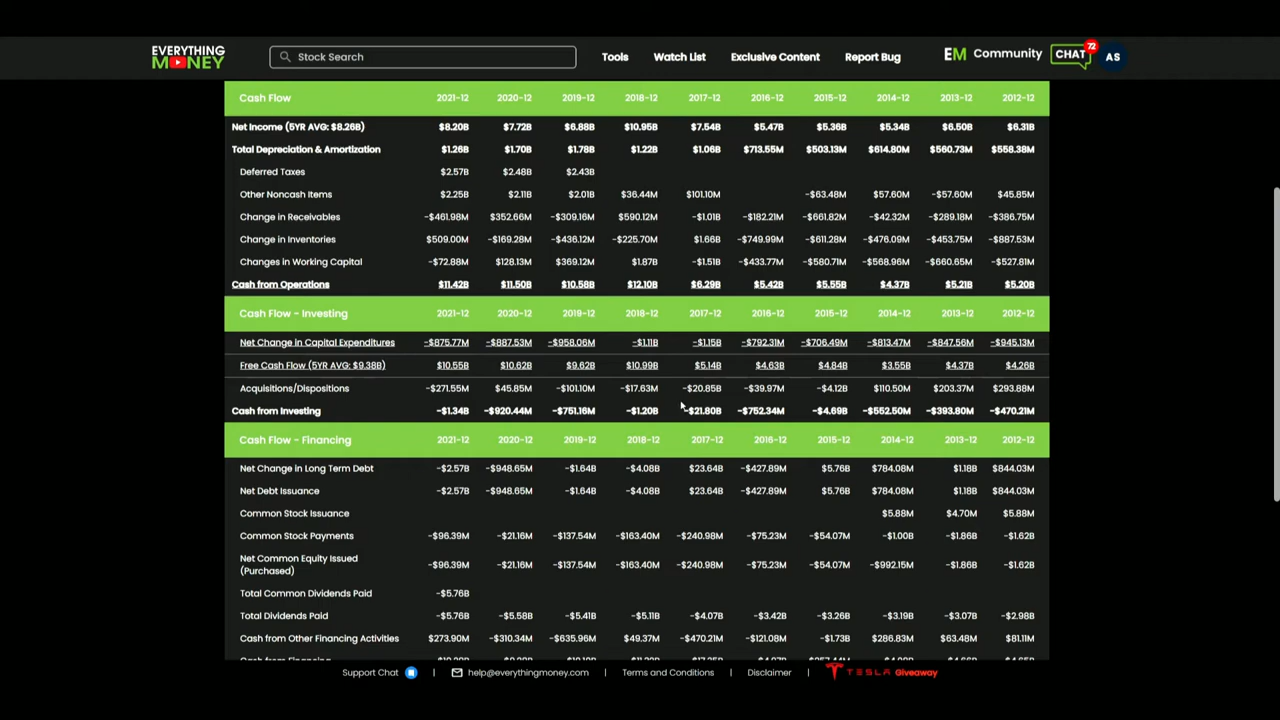 EVERYTHING
MONEY
Stock Search
Tools
Watch List
Exclusive Content
Report Bug
EM Community
CHAT
72
AS
Cash Flow 2021-12 2020-12 2019-12 2018-12 2017-12 2016-12 2015-12 2014-12 2013-12 2012-12
Net Income (5YR AVG: $8.26B) $8.20B $7.72B $6.88B $10.95B $7.54B $5.47B $5.36B $5.34B $6.50B $6.31B
Total Depreciation & Amortization $1.26B $1.70B $1.78B $1.22B $1.06B $713.55M $503.13M $614.80M $560.73M $558.38M
Deferred Taxes $2.57B $2.48B $2.43B
Other Noncash Items $2.25B $2.11B $2.01B $36.44M $101.10M -$63.48M $57.60M -$57.60M $45.85M
Change in Receivables -$461.98M $352.66M -$309.16M $590.12M -$1.01B -$182.21M -$661.82M -$42.32M -$289.18M -$386.75M
Change in Inventories $509.00M -$169.28M -$436.12M -$225.70M $1.66B -$749.99M -$611.28M -$476.09M -$453.75M -$887.53M
Changes in Working Capital -$72.88M $128.13M $369.12M $1.87B -$1.51B -$433.77M -$580.71M -$568.96M -$660.65M -$527.81M
Cash from Operations $11.42B $11.50B $10.58B $12.10B $6.29B $5.42B $5.55B $4.37B $5.21B $5.20B
Cash Flow - Investing 2021-12 2020-12 2019-12 2018-12 2017-12 2016-12 2015-12 2014-12 2013-12 2012-12
Net Change in Capital Expenditures -$875.77M -$887.53M -$958.06M -$1.11B -$1.15B -$792.31M -$706.49M -$813.47M -$847.56M -$945.13M
Free Cash Flow (5YR AVG: $9.38B) $10.55B $10.62B $9.62B $10.99B $5.14B $4.63B $4.84B $3.55B $4.37B $4.26B
Acquisitions/Dispositions -$271.55M $45.85M -$101.10M -$17.63M -$20.85B -$39.97M -$4.12B $110.50M $203.37M $293.88M
Cash from Investing -$1.34B -$920.44M -$751.16M -$1.20B -$21.80B -$752.34M -$4.69B -$552.50M -$393.80M -$470.21M
Cash Flow - Financing 2021-12 2020-12 2019-12 2018-12 2017-12 2016-12 2015-12 2014-12 2013-12 2012-12
Net Change in Long Term Debt -$2.57B -$948.65M -$1.64B -$4.08B $23.64B -$427.89M $5.76B $784.08M $1.18B $844.03M
Net Debt Issuance -$2.57B -$948.65M -$1.64B -$4.08B $23.64B -$427.89M $5.76B $784.08M $1.18B $844.03M
Common Stock Issuance $5.88M $4.70M $5.88M
Common Stock Payments -$96.39M -$21.16M -$137.54M -$163.40M -$240.98M -$75.23M -$54.07M -$1.00B -$1.86B -$1.62B
Net Common Equity Issued
(Purchased) -$96.39M -$21.16M -$137.54M -$163.40M -$240.98M -$75.23M -$54.07M -$992.15M -$1.86B -$1.62B
Total Common Dividends Paid -$5.76B
Total Dividends Paid -$5.76B -$5.58B -$5.41B -$5.11B -$4.07B -$3.42B -$3.26B -$3.19B -$3.07B -$2.98B
Cash from Other Financing Activities $273.90M -$310.34M -$635.96M $49.37M -$470.21M -$121.08M -$1.73B $286.83M $63.48M $81.11M
Support Chat | help@everythingmoney.com | Terms and Conditions | Disclaimer | TESLA Giveaway